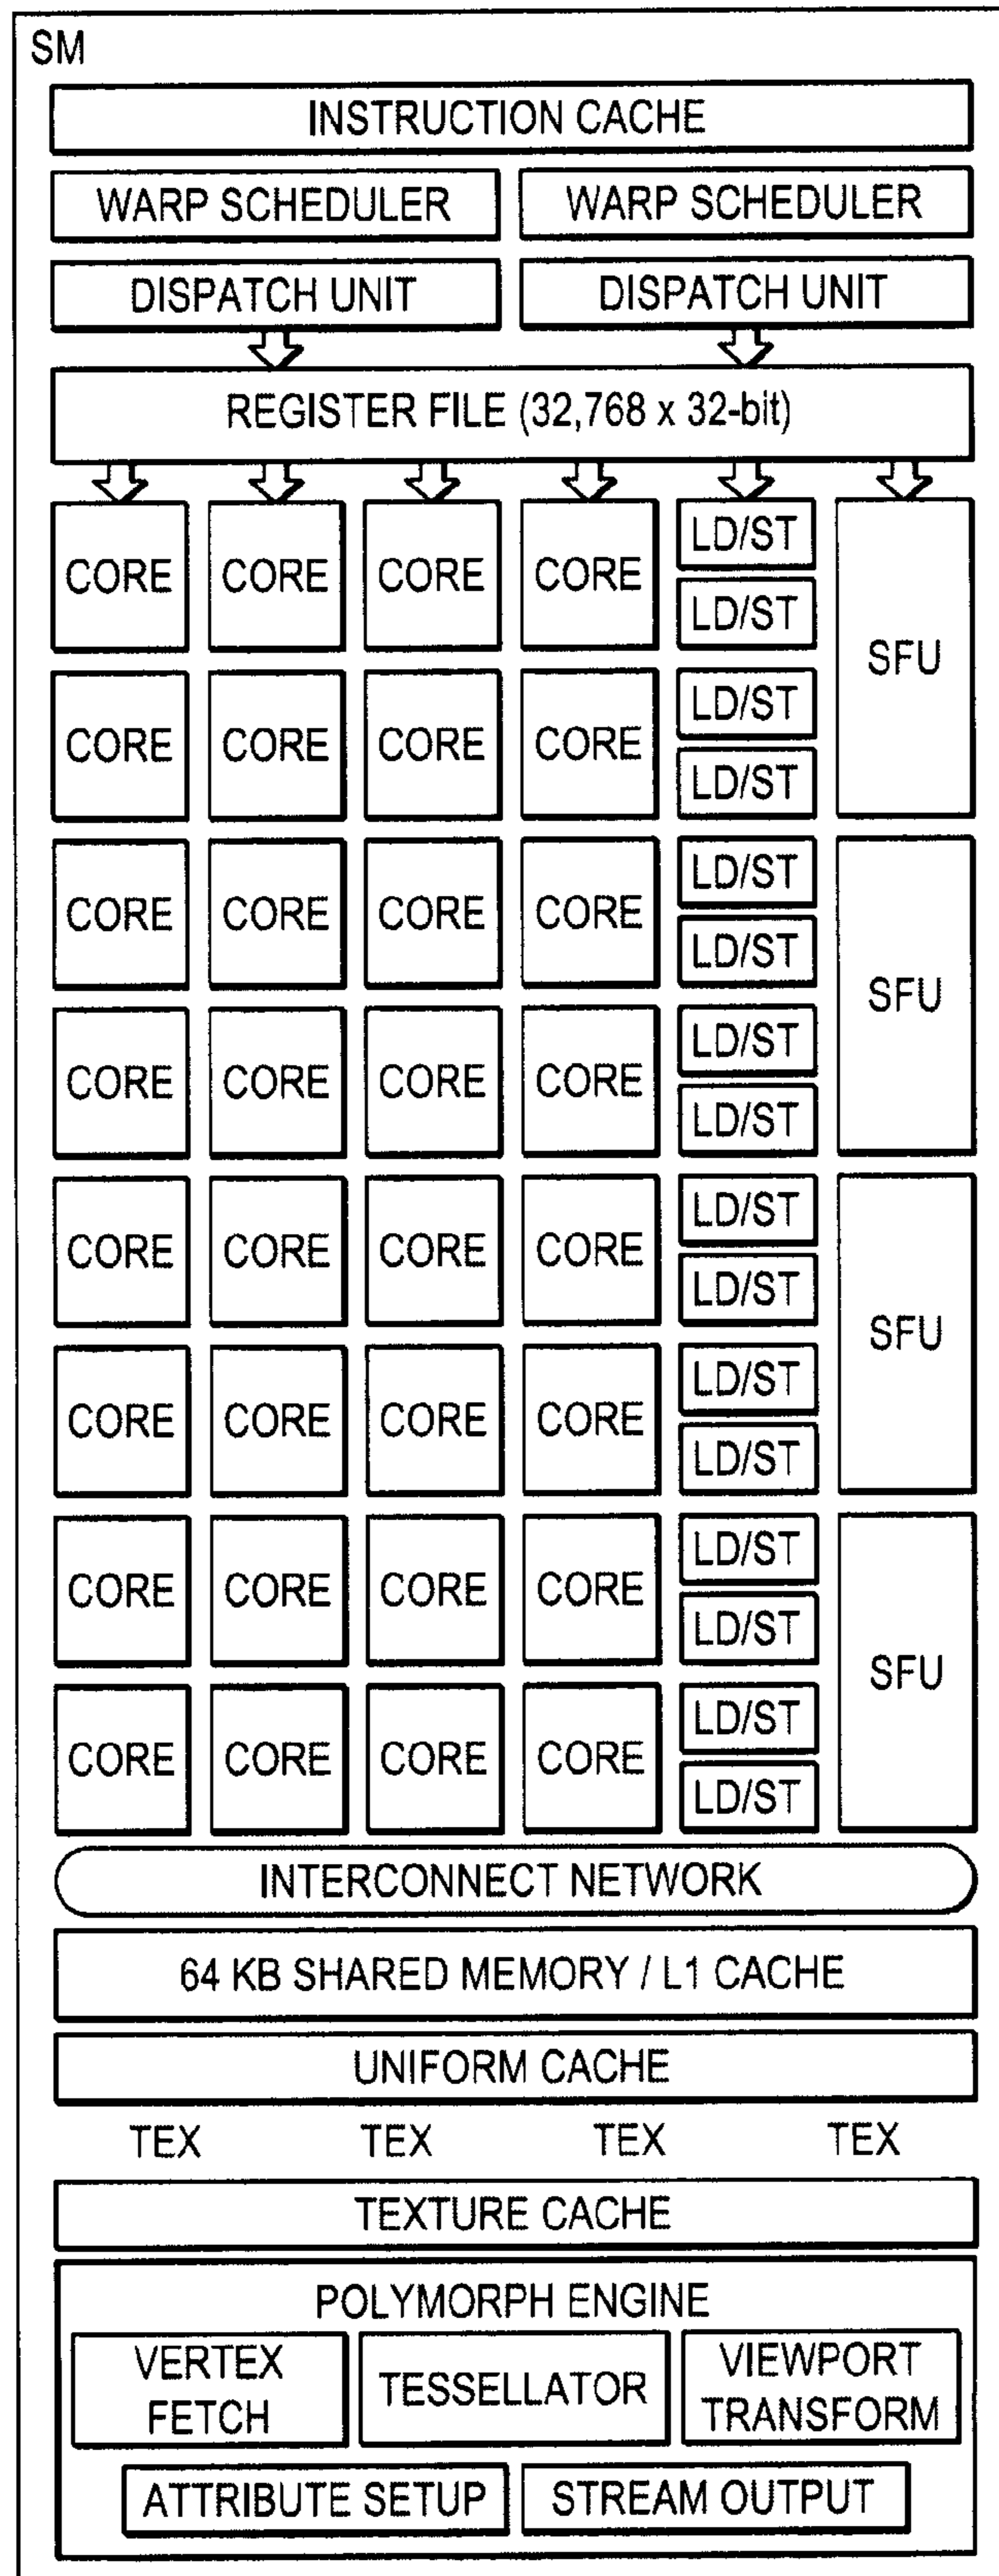 SM
INSTRUCTION CACHE
WARP SCHEDULER WARP SCHEDULER
DISPATCH UNIT DISPATCH UNIT
REGISTER FILE (32,768 x 32-bit)
CORE CORE CORE CORE LD/ST
LD/ST
SFU
CORE CORE CORE CORE LD/ST
LD/ST
CORE CORE CORE CORE LD/ST
LD/ST
SFU
CORE CORE CORE CORE LD/ST
LD/ST
CORE CORE CORE CORE LD/ST
LD/ST
SFU
CORE CORE CORE CORE LD/ST
LD/ST
CORE CORE CORE CORE LD/ST
LD/ST
SFU
CORE CORE CORE CORE LD/ST
LD/ST
INTERCONNECT NETWORK
64 KB SHARED MEMORY / L1 CACHE
UNIFORM CACHE
TEX TEX TEX TEX
TEXTURE CACHE
POLYMORPH ENGINE
VERTEX
FETCH
TESSELLATOR
VIEWPORT
TRANSFORM
ATTRIBUTE SETUP STREAM OUTPUT